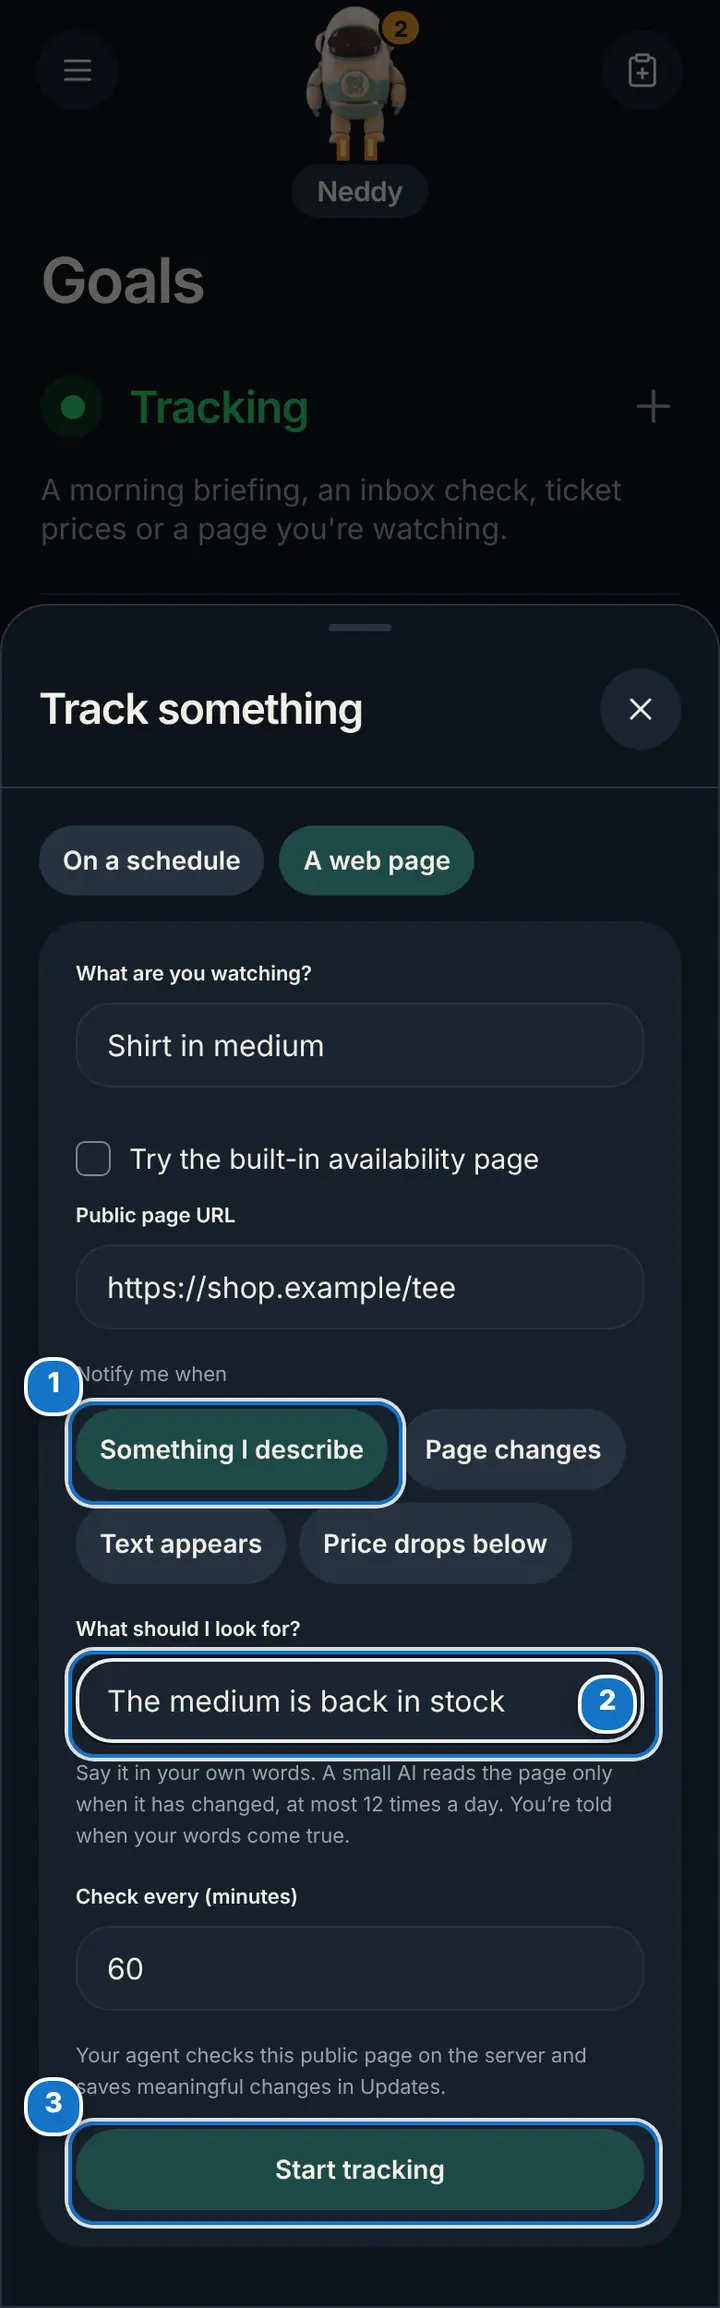 2
Neddy
Goals
Tracking
A morning briefing, an inbox check, ticket
prices or a page you're watching.
Track something
On a schedule
A web page
What are you watching?
Shirt in medium
Try the built-in availability page
Public page URL
https://shop.example/tee
1
Notify me when
Something I describe
Page changes
Text appears
Price drops below
What should I look for?
The medium is back in stock
2
Say it in your own words. A small AI reads the page only
when it has changed, at most 12 times a day. You’re told
when your words come true.
Check every (minutes)
60
Your agent checks this public page on the server and
saves meaningful changes in Updates.
3
Start tracking